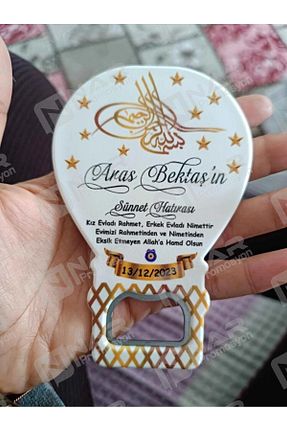 Aras Bektaş'ın
Sünnet Hatırası
Kız Evladı Rahmet, Erkek Evladı Nimettir
Evimizi Rahmetinden ve Nimetinden
Eksik Etmeyen Allah'a Hamd Olsun
13/12/2023